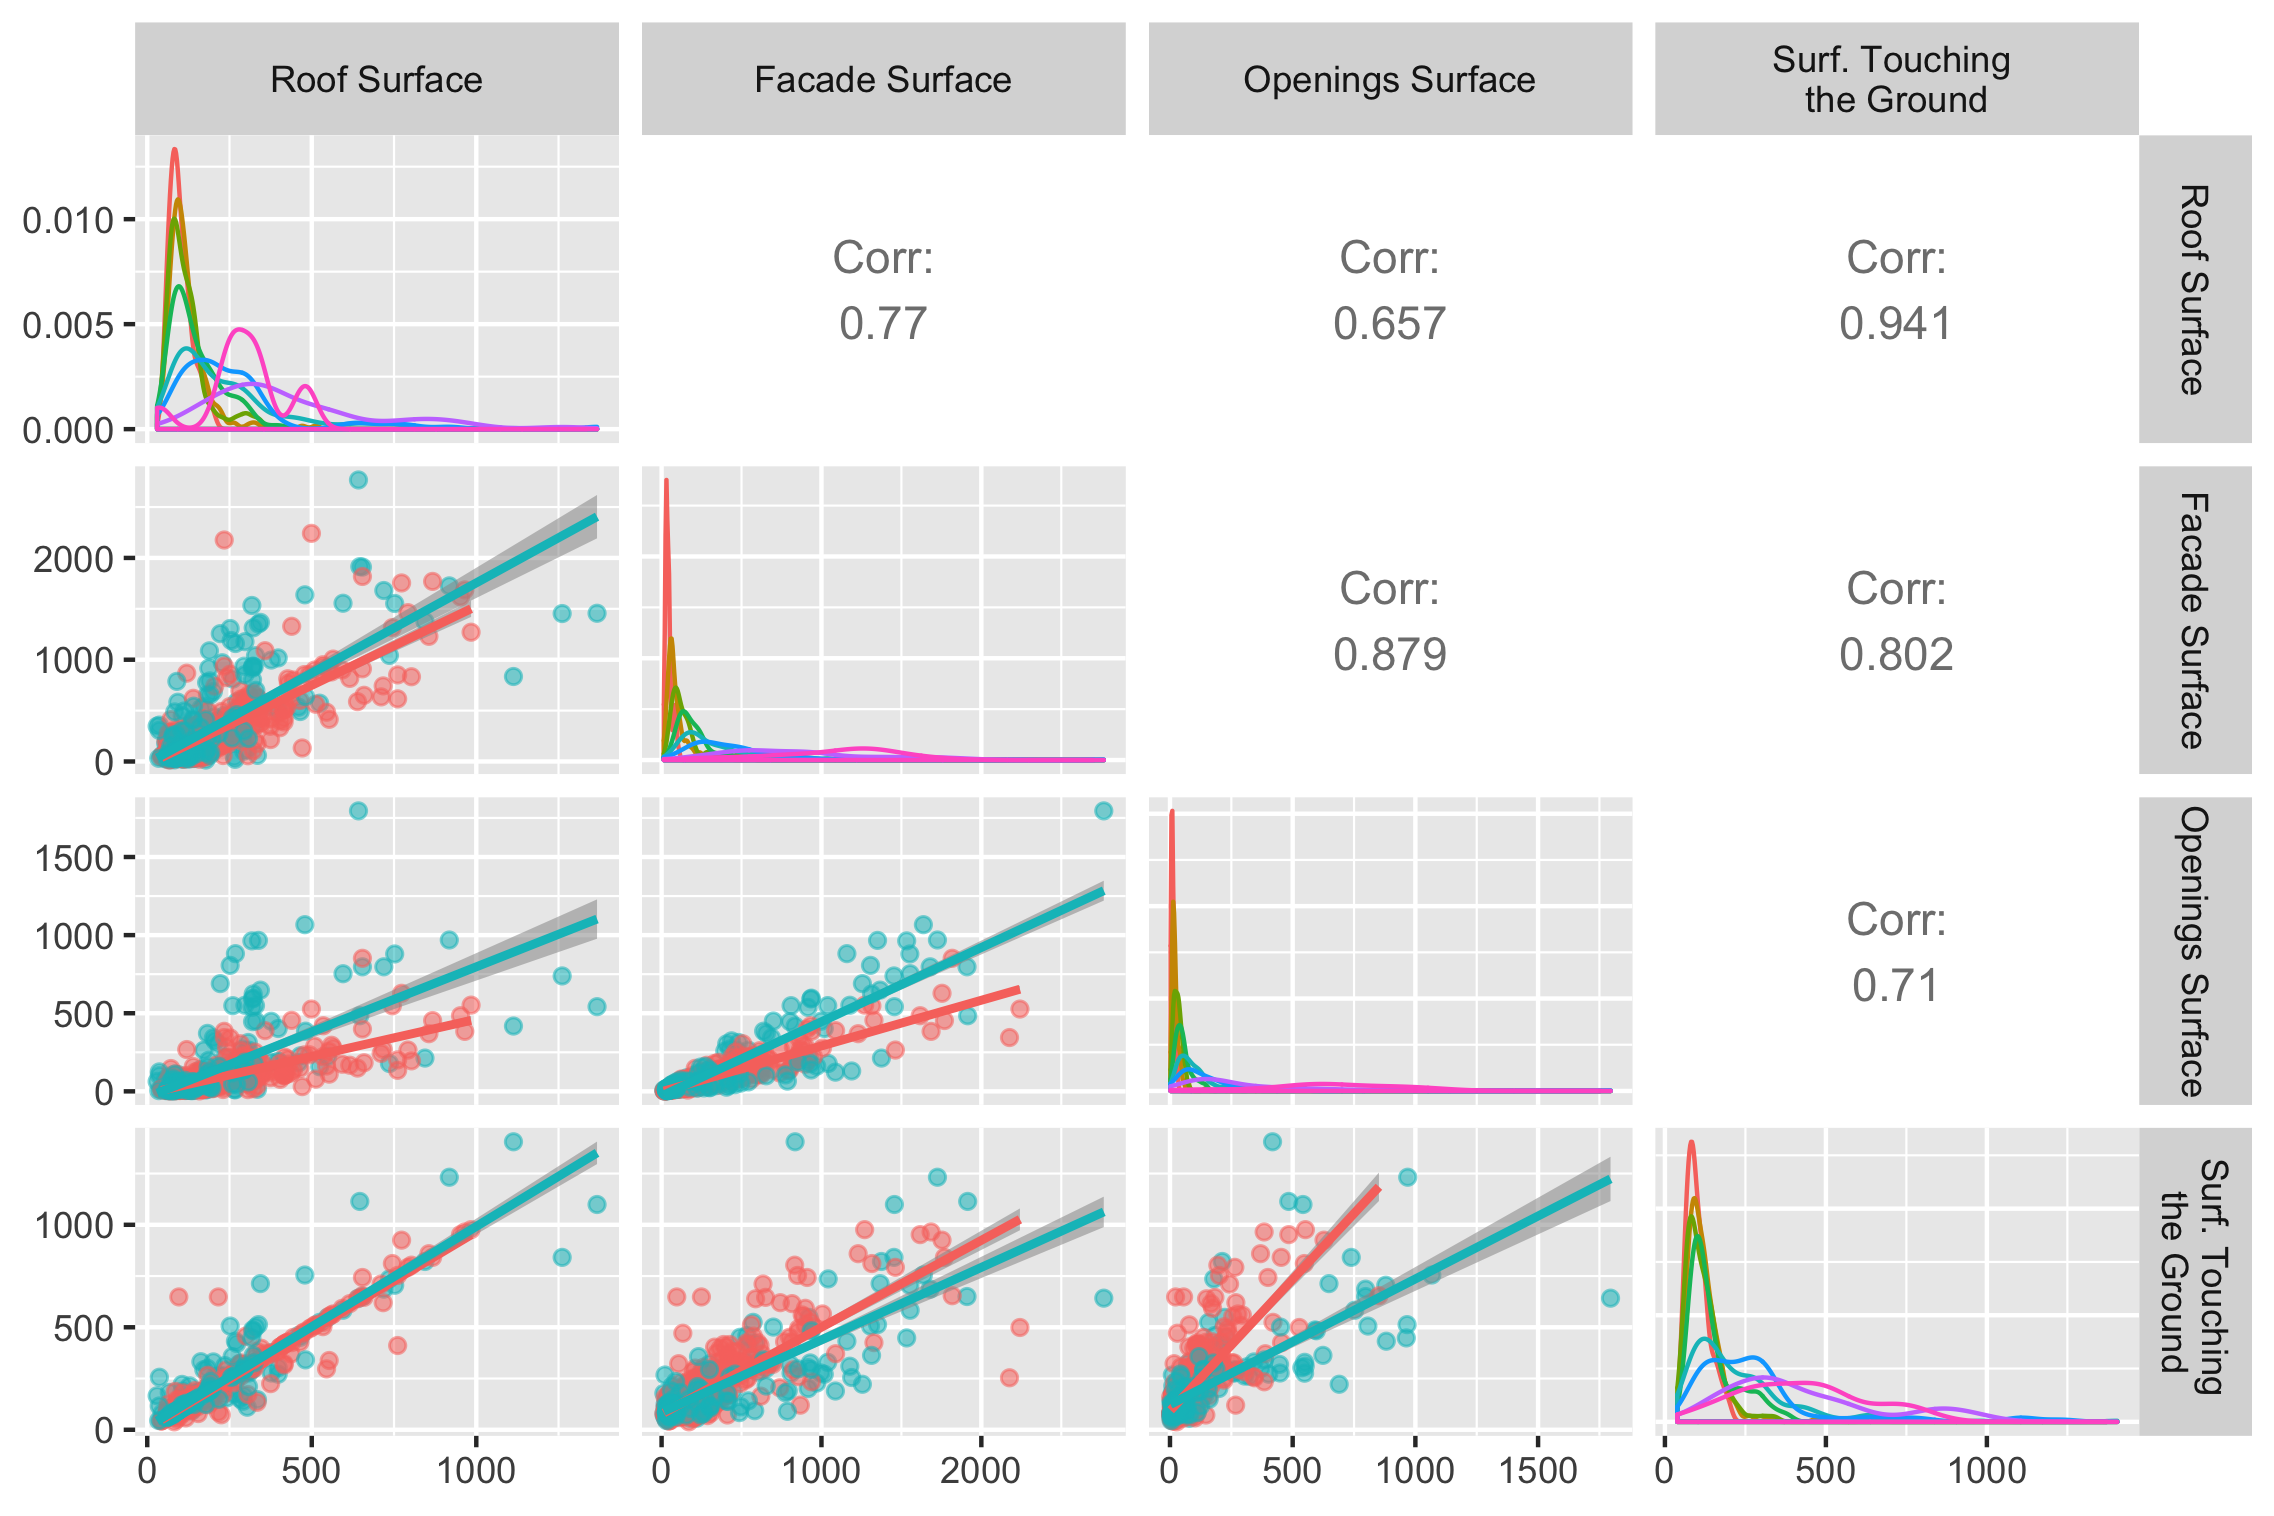 Roof Surface
Facade Surface
Openings Surface
Surf. Touching
the Ground
0.010
0.005
0.000
Corr:
0.77
Corr:
0.657
Corr:
0.941
Roof Surface
2000
1000
0
Corr:
0.879
Corr:
0.802
Facade Surface
1500
1000
500
0
Corr:
0.71
Openings Surface
1000
500
0
Surf. Touching
the Ground
0 500 1000
0 1000 2000
0 500 1000 1500
0 500 1000